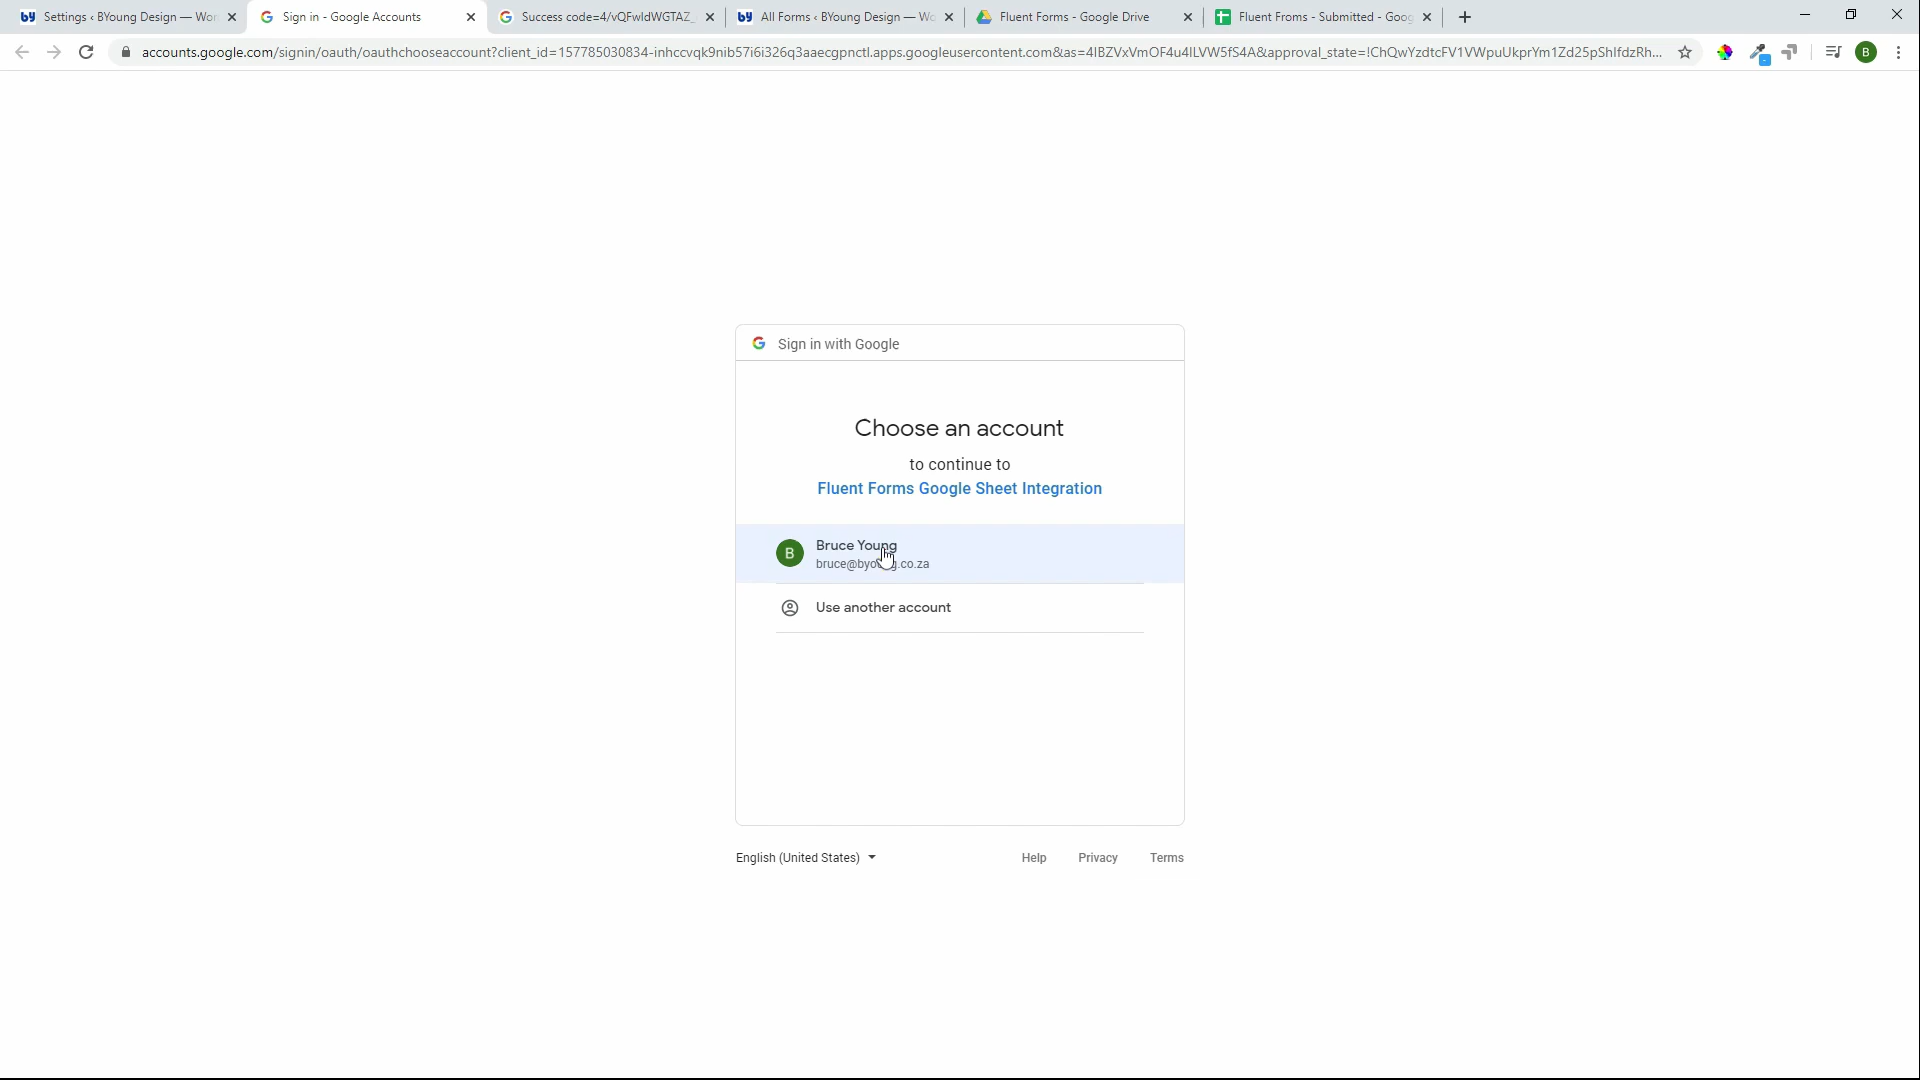 Settings ‹ BYoung Design — Wor
Sign in - Google Accounts
Success code=4/vQFwldWGTAZ_
All Forms ‹ BYoung Design — Wo
Fluent Forms - Google Drive
Fluent Froms - Submitted - Goog
accounts.google.com/signin/oauth/oauthchooseaccount?client_id=157785030834-inhccvqk9nib57i6i326q3aaecgpnctl.apps.googleusercontent.com&as=4IBZVxVmOF4u4ILVW5fS4A&approval_state=!ChQwYzdtcFV1VWpuUkprYm1Zd25pShIfdzRh...
B
Sign in with Google
Choose an account
to continue to
Fluent Forms Google Sheet Integration
B
Bruce Young
.co.za
Use another account
English (United States)
Help
Privacy
Terms